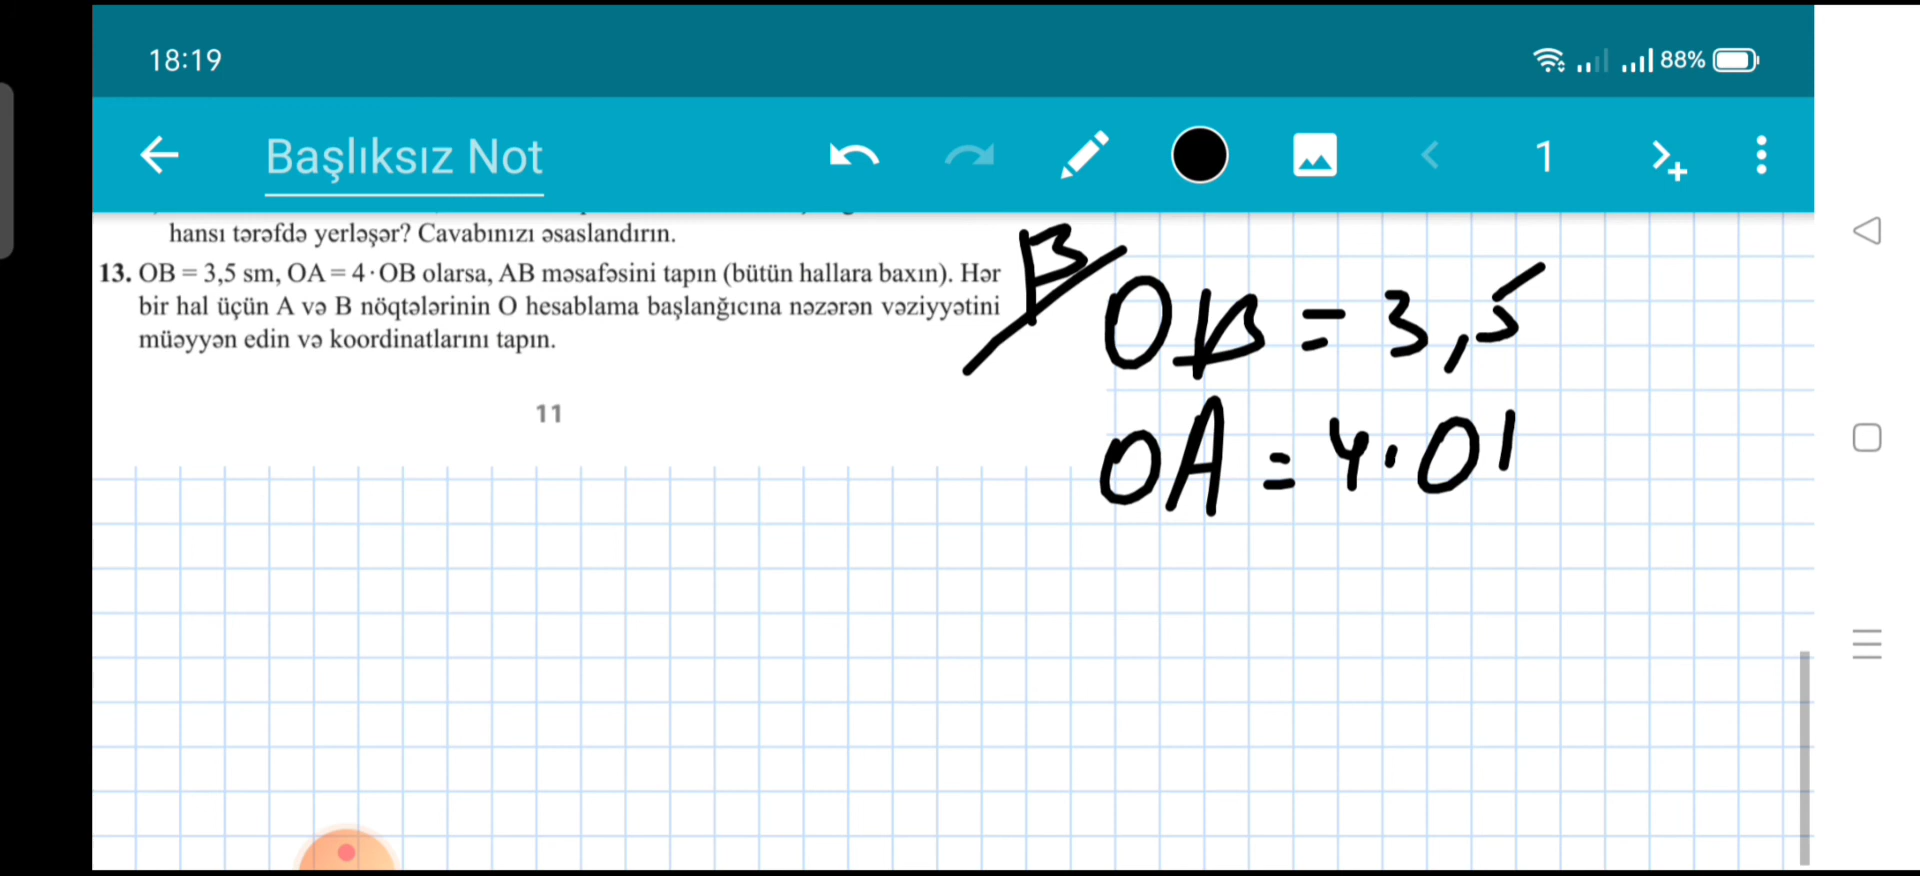 18:19
88%
Başlıksız Not
1
hansı tərəfdə yerləşər? Cavabınızı əsaslandırın.
13. OB = 3,5 sm, OA = 4 · OB olarsa, AB məsafəsini tapın (bütün hallara baxın). Hər
bir hal üçün A və B nöqtələrinin O hesablama başlanğıcına nəzərən vəziyyətini
müəyyən edin və koordinatlarını tapın.
11
B
OB = 3,5
OA = 4·O